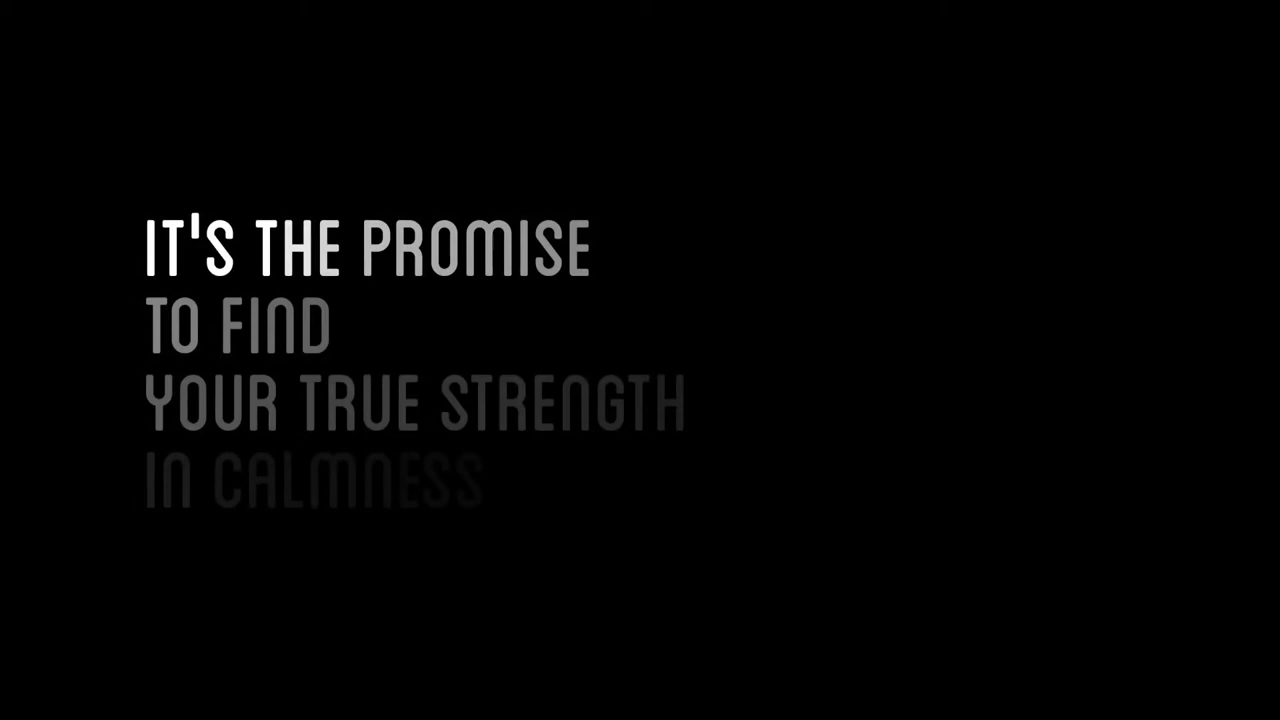 IT'S THE PROMISE
TO FIND
YOUR TRUE STRENGTH
IN CALMNESS